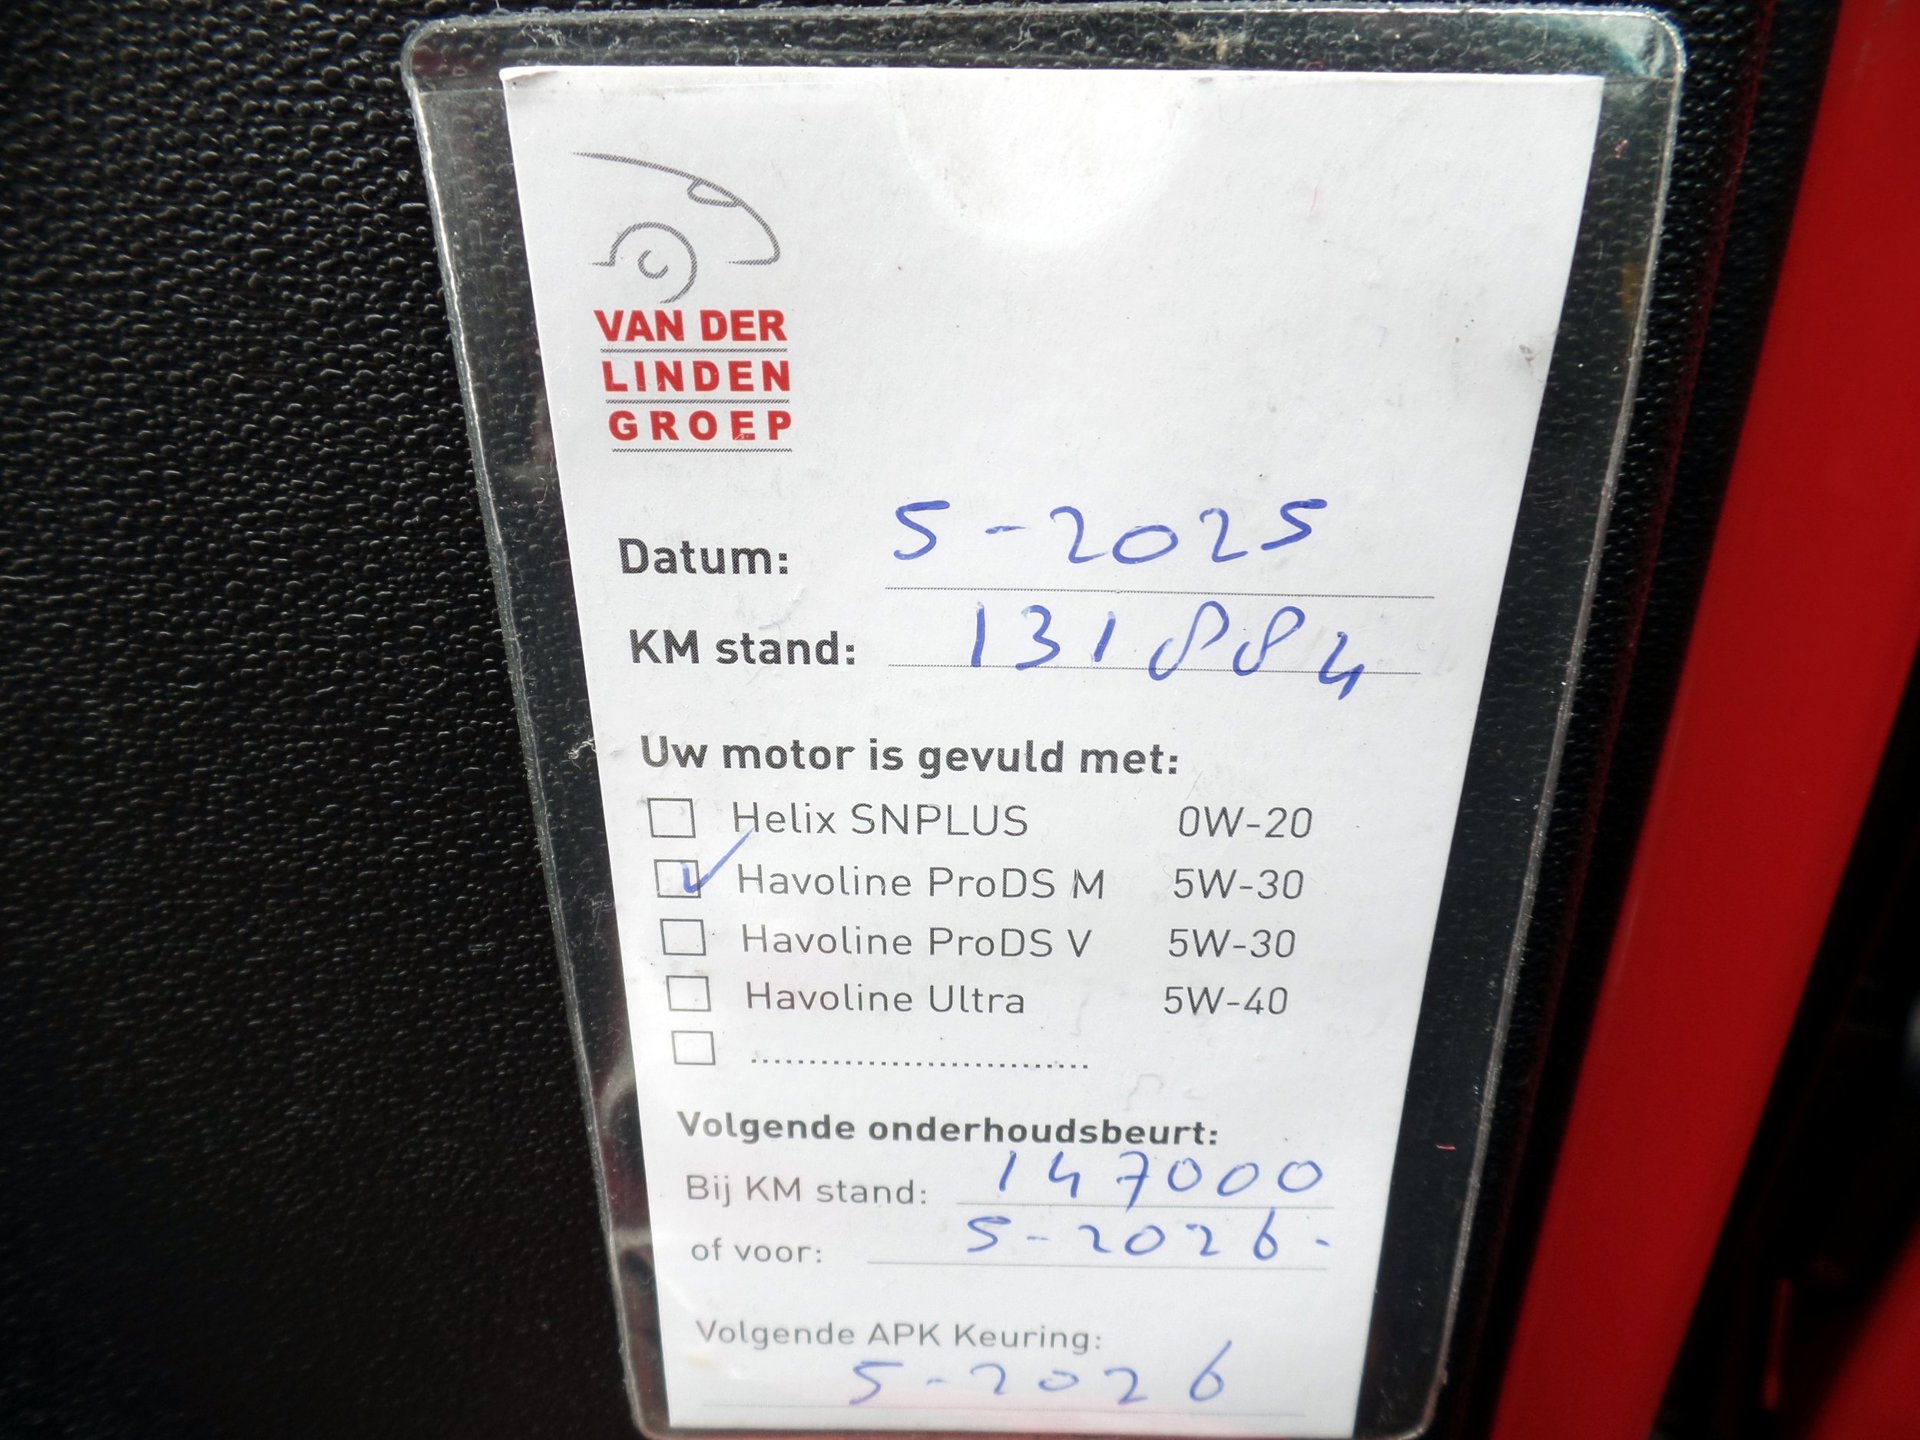 VAN DER
LINDEN
GROEP
Datum: 5-2025
KM stand: 131884
Uw motor is gevuld met:
Helix SNPLUS 0W-20
Havoline ProDS M 5W-30
Havoline ProDS V 5W-30
Havoline Ultra 5W-40
..............................
Volgende onderhoudsbeurt:
Bij KM stand: 147000
of voor: 5-2026.
Volgende APK Keuring:
5-2026